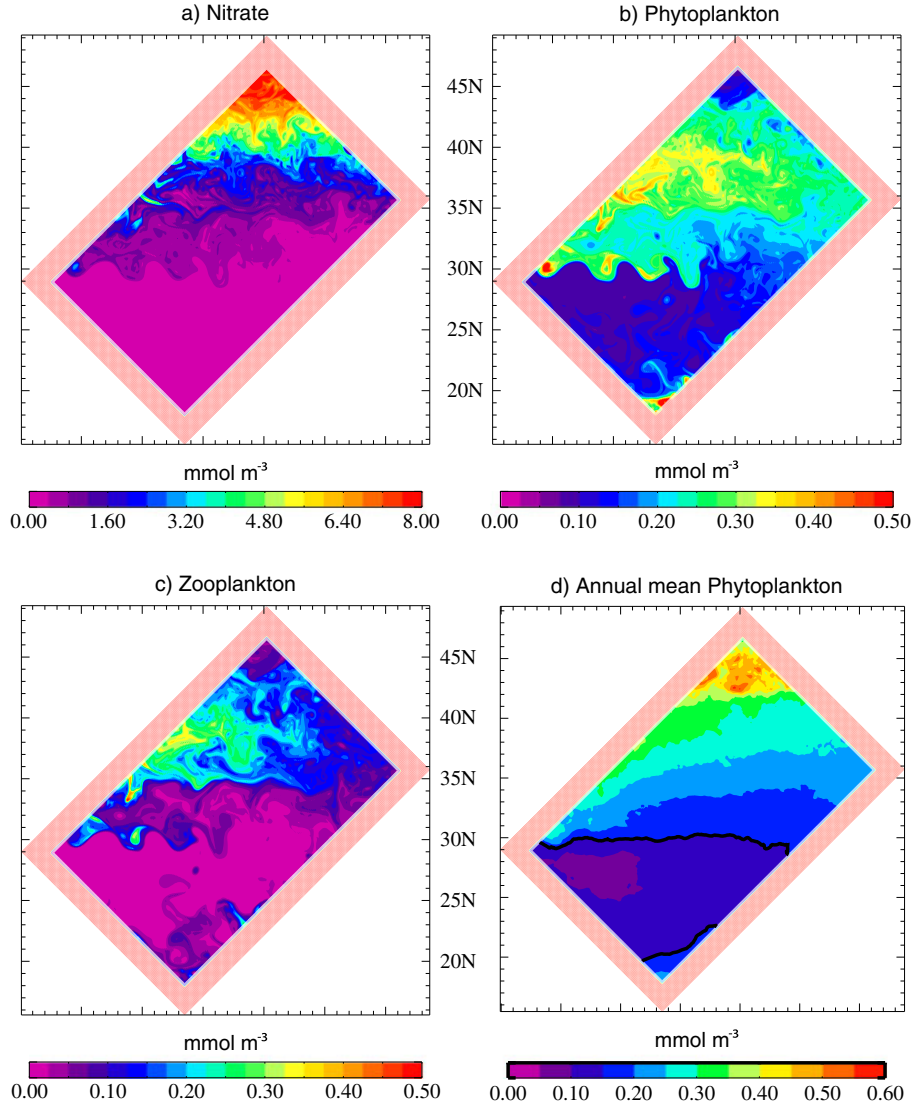 a) Nitrate
b) Phytoplankton
45N
40N
35N
30N
25N
20N
mmol m-3
0.00 1.60 3.20 4.80 6.40 8.00
mmol m-3
0.00 0.10 0.20 0.30 0.40 0.50
c) Zooplankton
d) Annual mean Phytoplankton
45N
40N
35N
30N
25N
20N
mmol m-3
0.00 0.10 0.20 0.30 0.40 0.50
mmol m-3
0.00 0.10 0.20 0.30 0.40 0.50 0.60